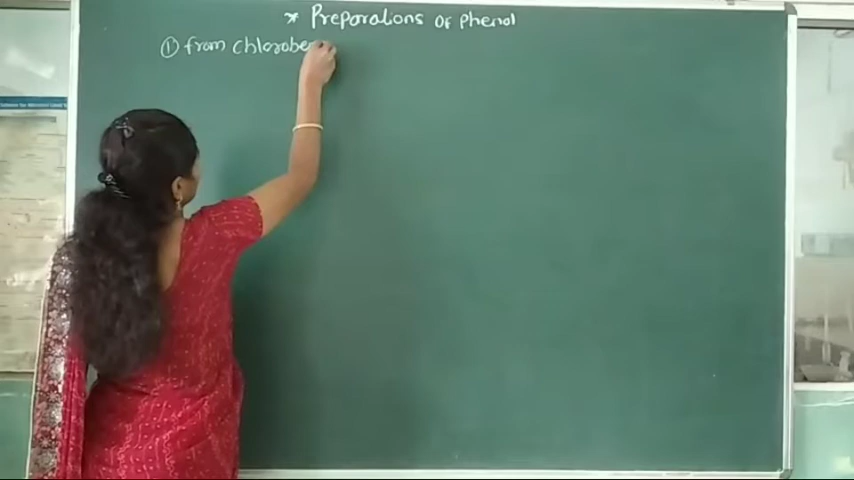 * Preparations of Phenol
① from chlorobe